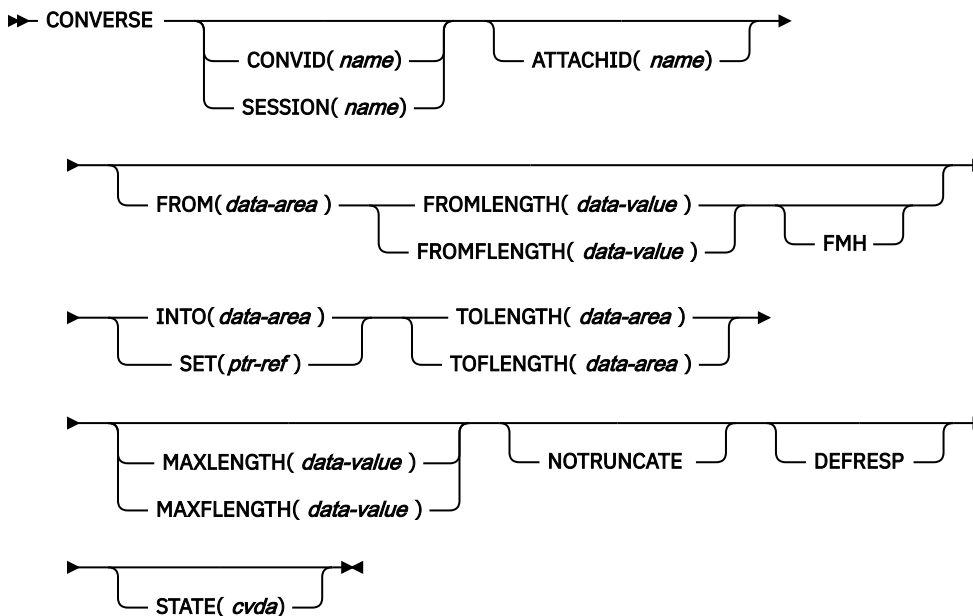 CONVERSE
CONVID( name)
ATTACHID( name)
SESSION( name)
FROM( data-area ) FROMLENGTH( data-value )
FROMFLENGTH( data-value ) FMH
INTO( data-area ) TOLENGTH( data-area )
SET( ptr-ref ) TOFLENGTH( data-area )
MAXLENGTH( data-value ) NOTRUNCATE DEFRESP
MAXFLENGTH( data-value )
STATE( cvda)